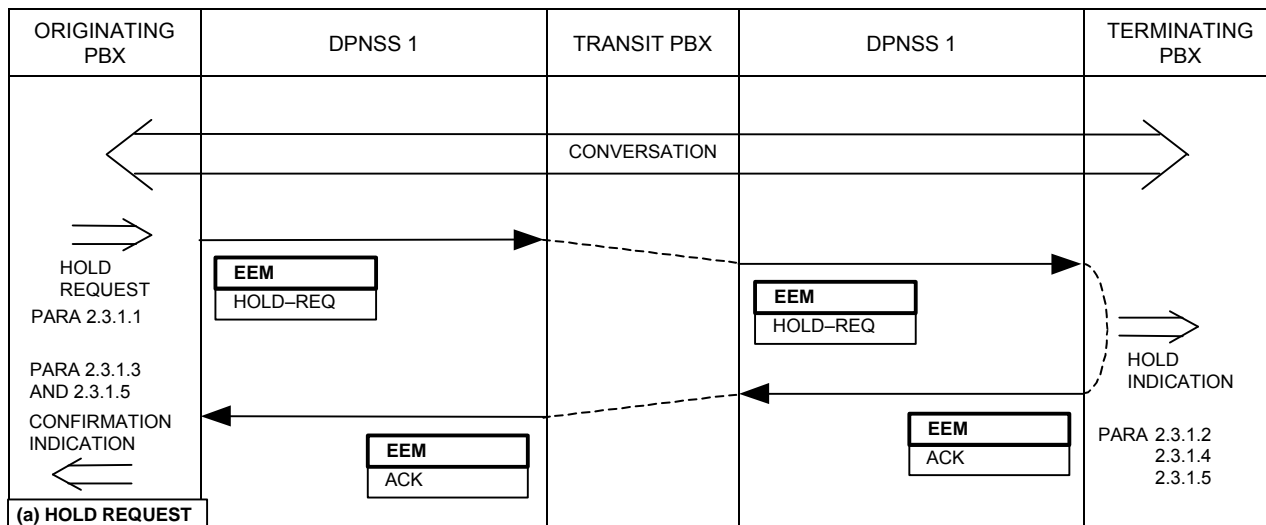 ORIGINATING
PBX
DPNSS 1
TRANSIT PBX
DPNSS 1
TERMINATING
PBX
CONVERSATION
HOLD
REQUEST
PARA 2.3.1.1
EEM
HOLD–REQ
EEM
HOLD–REQ
HOLD
INDICATION
PARA 2.3.1.3
AND 2.3.1.5
CONFIRMATION
INDICATION
EEM
ACK
EEM
ACK
PARA 2.3.1.2
2.3.1.4
2.3.1.5
(a) HOLD REQUEST